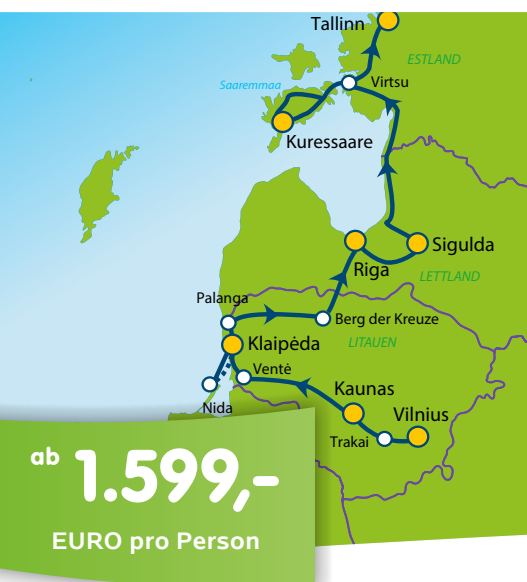 Tallinn
ESTLAND
Saaremmaa
Virtsu
Kuressaare
Sigulda
Riga
LETTLAND
Palanga
Berg der Kreuze
Klaipėda
LITAUEN
Ventė
Kaunas
Nida
Vilnius
Trakai
ab 1.599,-
EURO pro Person